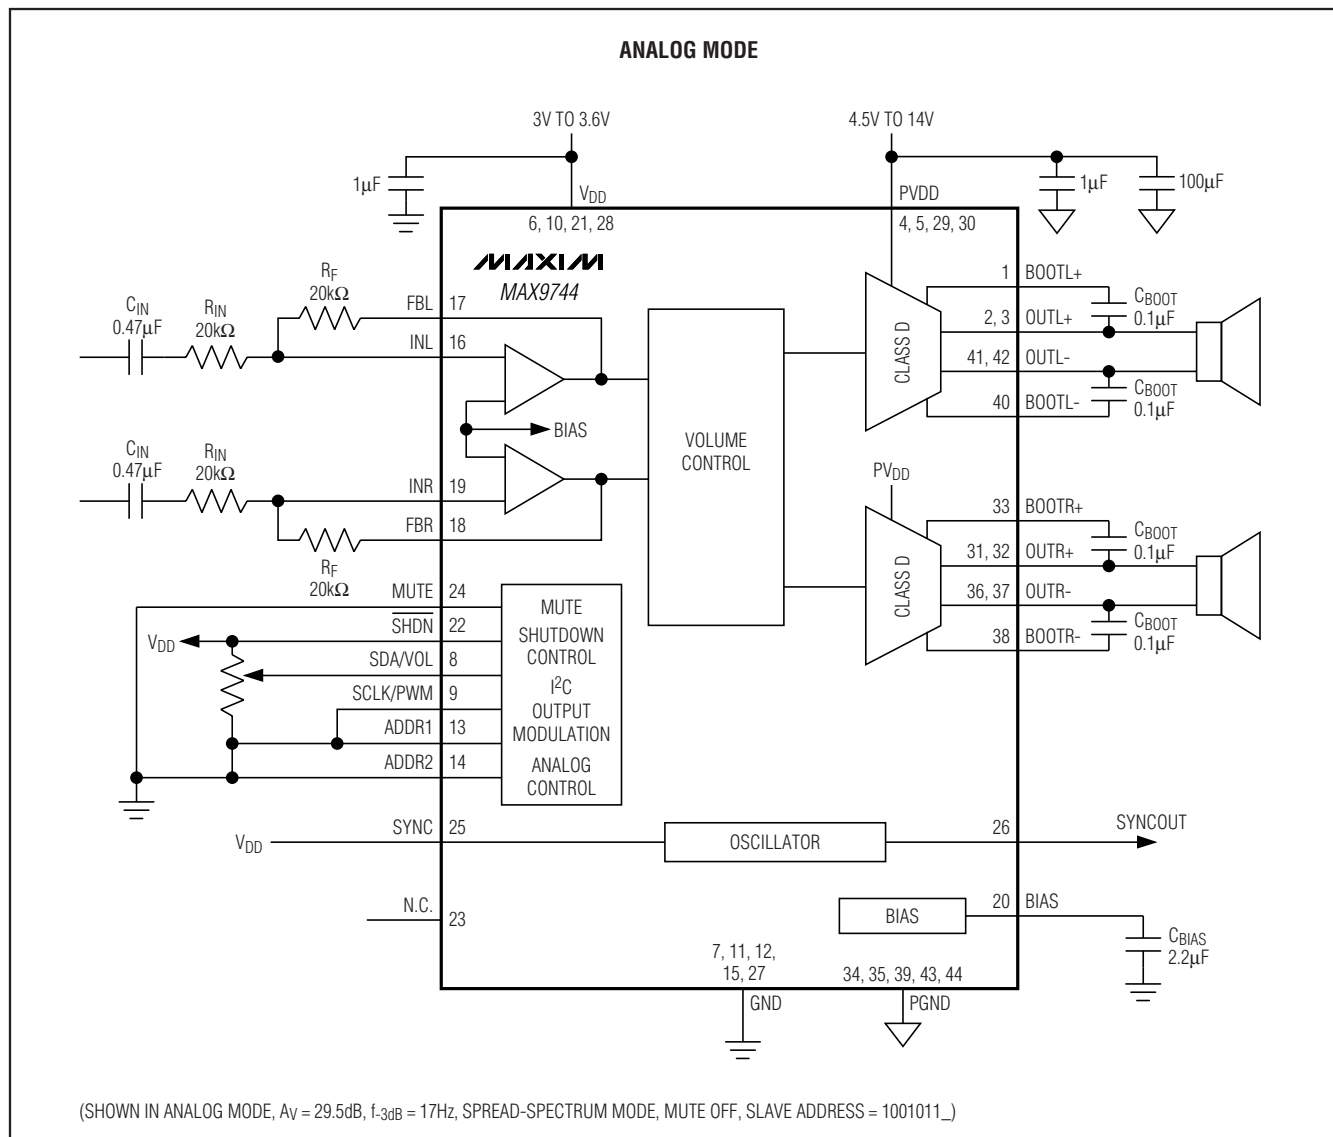 ANALOG MODE
3V TO 3.6V
4.5V TO 14V
1µF
VDD
PVDD
1µF
100µF
6, 10, 21, 28
4, 5, 29, 30
MAXIM
MAX9744
CIN
0.47µF
RIN
20kΩ
RF
20kΩ
FBL
17
INL
16
BIAS
CIN
0.47µF
RIN
20kΩ
INR
19
FBR
18
RF
20kΩ
VOLUME
CONTROL
CLASS D
1
BOOTL+
CBOOT
0.1µF
2, 3
OUTL+
41, 42
OUTL-
CBOOT
0.1µF
40
BOOTL-
PVDD
CLASS D
33
BOOTR+
CBOOT
0.1µF
31, 32
OUTR+
36, 37
OUTR-
CBOOT
0.1µF
38
BOOTR-
MUTE
24
SHDN
22
VDD
SDA/VOL
8
SCLK/PWM
9
ADDR1
13
ADDR2
14
MUTE
SHUTDOWN
CONTROL
I2C
OUTPUT
MODULATION
ANALOG
CONTROL
SYNC
25
VDD
OSCILLATOR
26
SYNCOUT
N.C.
23
BIAS
20
BIAS
CBIAS
2.2µF
7, 11, 12,
15, 27
34, 35, 39, 43, 44
GND
PGND
(SHOWN IN ANALOG MODE, AV = 29.5dB, f-3dB = 17Hz, SPREAD-SPECTRUM MODE, MUTE OFF, SLAVE ADDRESS = 1001011_)